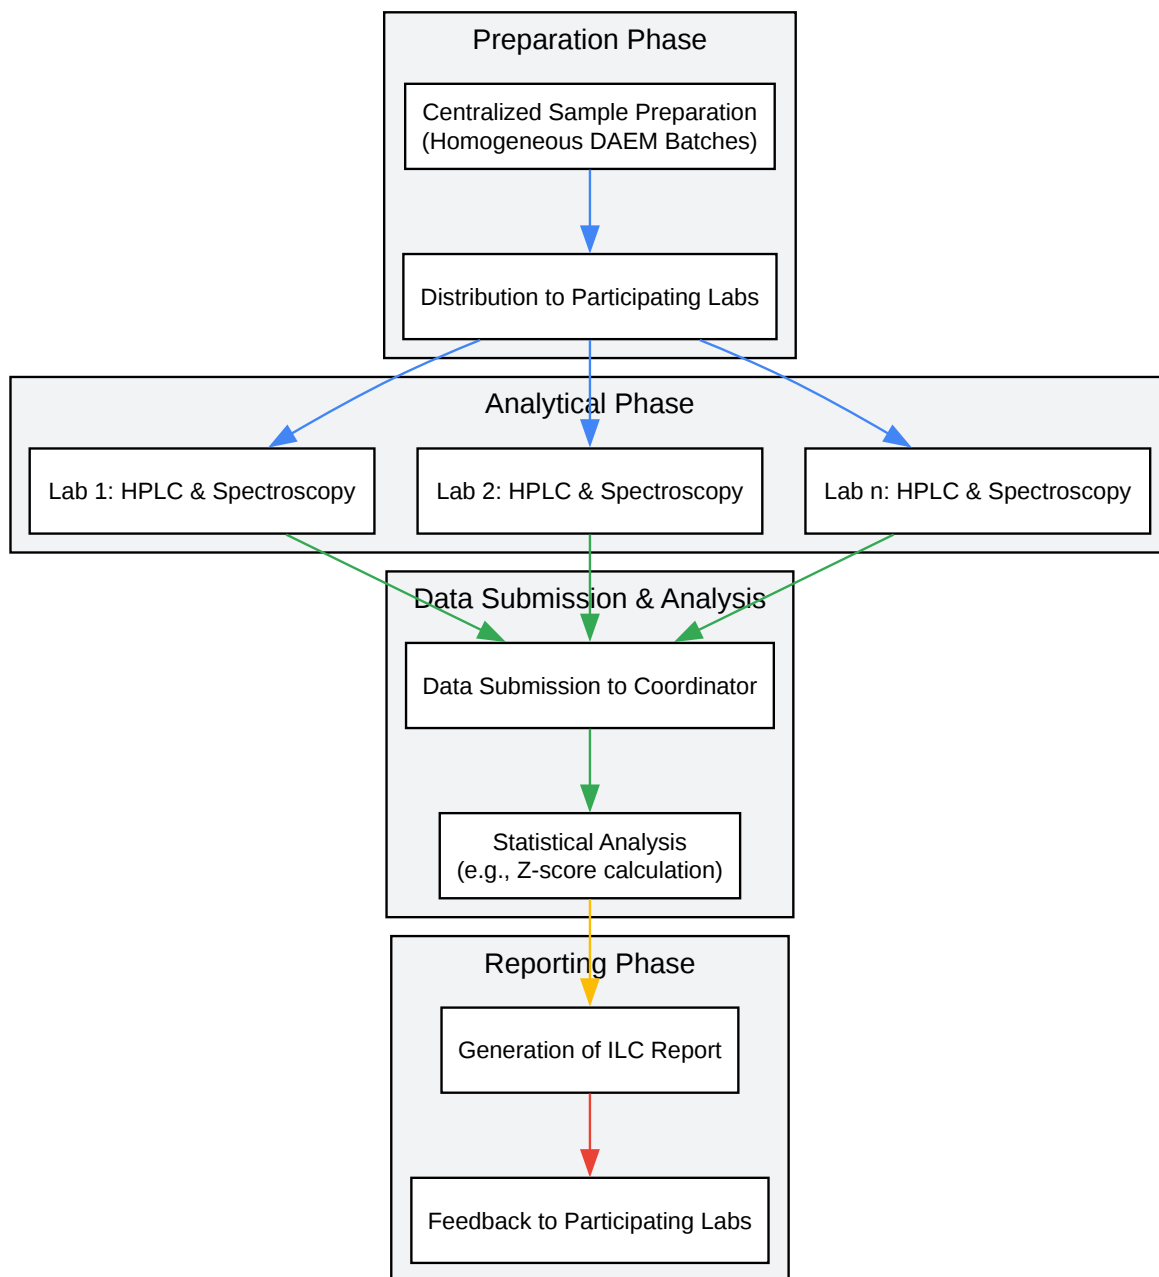 Preparation Phase
Centralized Sample Preparation
(Homogeneous DAEM Batches)
Distribution to Participating Labs
Analytical Phase
Lab 1: HPLC & Spectroscopy
Lab 2: HPLC & Spectroscopy
Lab n: HPLC & Spectroscopy
Data Submission & Analysis
Data Submission to Coordinator
Statistical Analysis
(e.g., Z-score calculation)
Reporting Phase
Generation of ILC Report
Feedback to Participating Labs